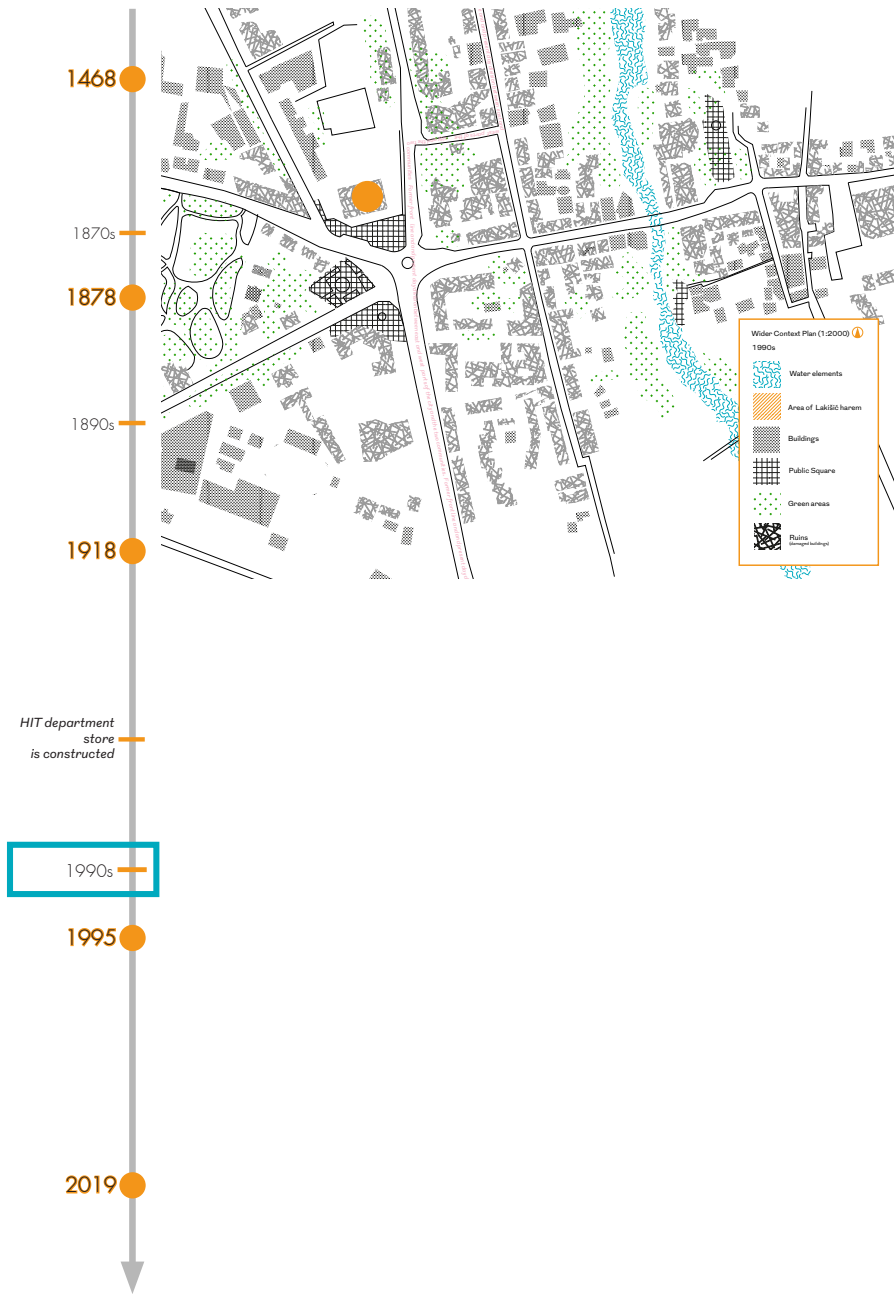 1468
1870s
1878
1890s
1918
HIT department
store
is constructed
1990s
1995
2019
Wider Context Plan (1:2000)
1990s
Water elements
Area of Lakišić harem
Buildings
Public Square
Green areas
Ruins
(damaged buildings)